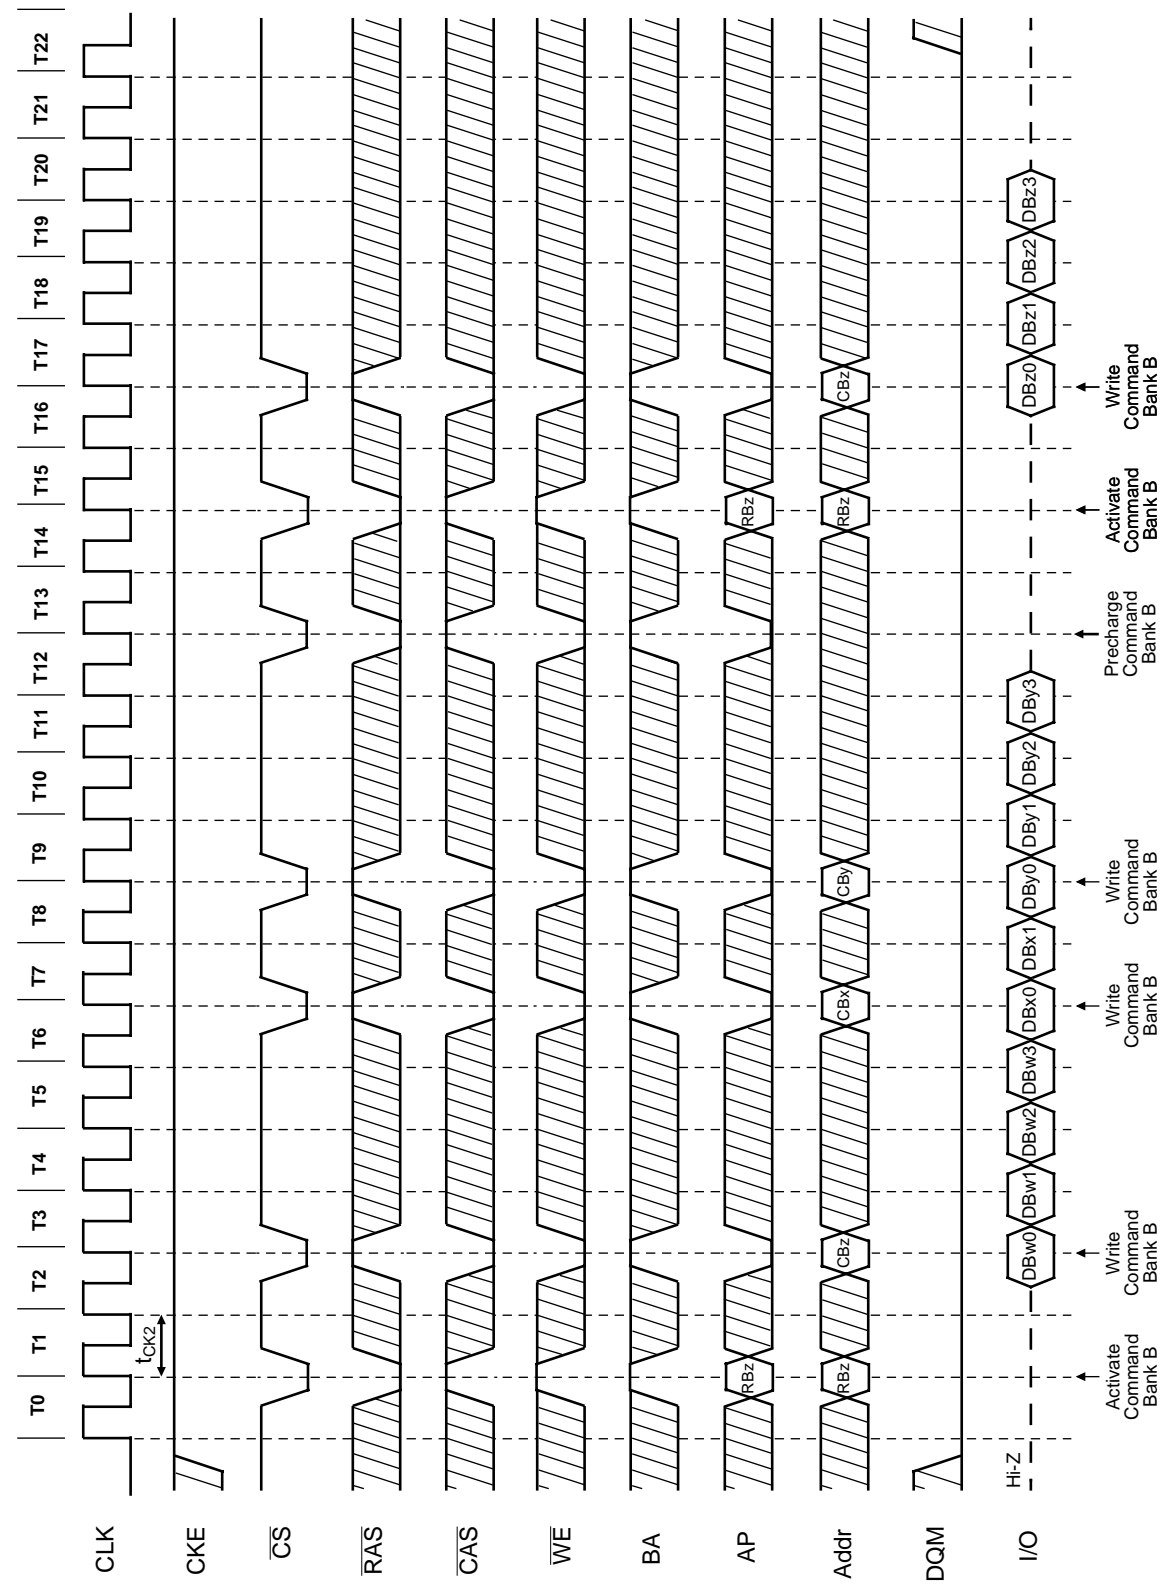 T0 T1 T2 T3 T4 T5 T6 T7 T8 T9 T10 T11 T12 T13 T14 T15 T16 T17 T18 T19 T20 T21 T22
CLK
tCK2
CKE
CS
RAS
CAS
WE
BA
AP
RBz RBz
Addr
RBz CBz CBx CBy RBz CBz
DQM
I/O
Hi-Z
DBw0 DBw1 DBw2 DBw3 DBx0 DBx1 DBy0 DBy1 DBy2 DBy3 DBz0 DBz1 DBz2 DBz3
Activate
Command
Bank B
Write
Command
Bank B
Write
Command
Bank B
Write
Command
Bank B
Precharge
Command
Bank B
Activate
Command
Bank B
Write
Command
Bank B